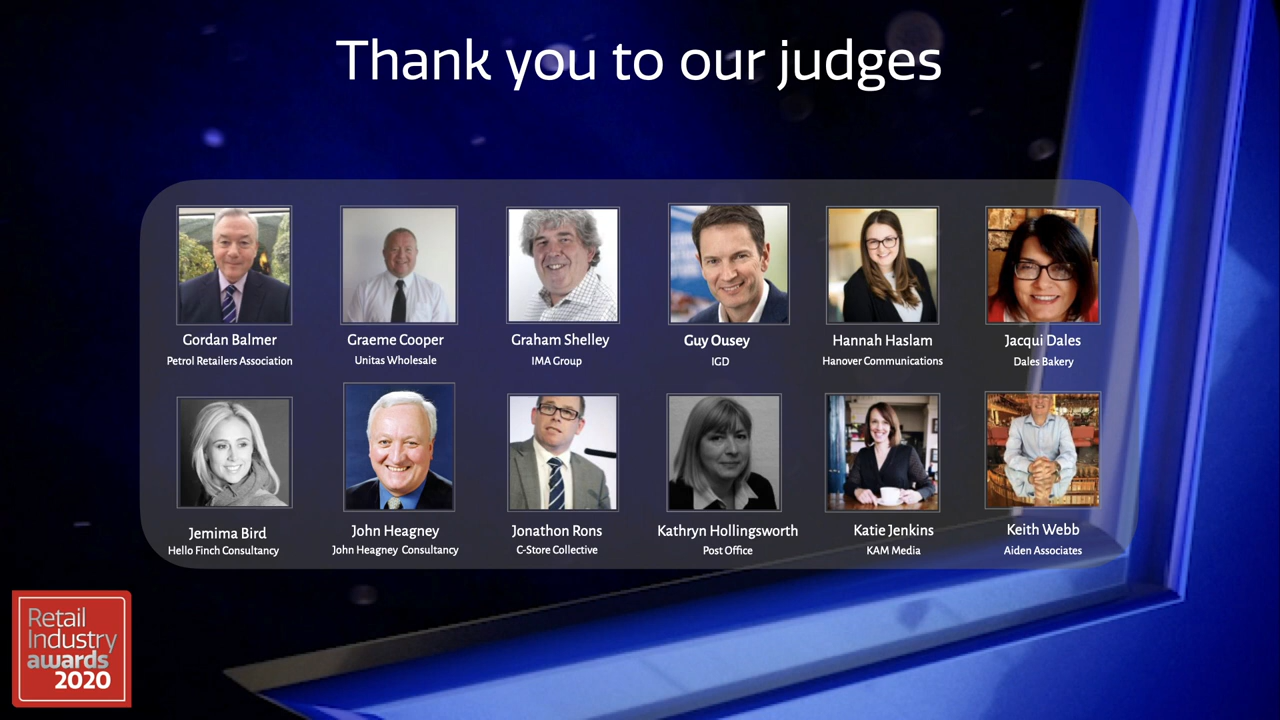 Thank you to our judges
Gordan Balmer
Petrol Retailers Association
Graeme Cooper
Unitas Wholesale
Graham Shelley
IMA Group
Guy Ousey
IGD
Hannah Haslam
Hanover Communications
Jacqui Dales
Dales Bakery
Jemima Bird
Hello Finch Consultancy
John Heagney
John Heagney Consultancy
Jonathon Rons
C-Store Collective
Kathryn Hollingsworth
Post Office
Katie Jenkins
KAM Media
Keith Webb
Aiden Associates
Retail
Industry
awards
2020